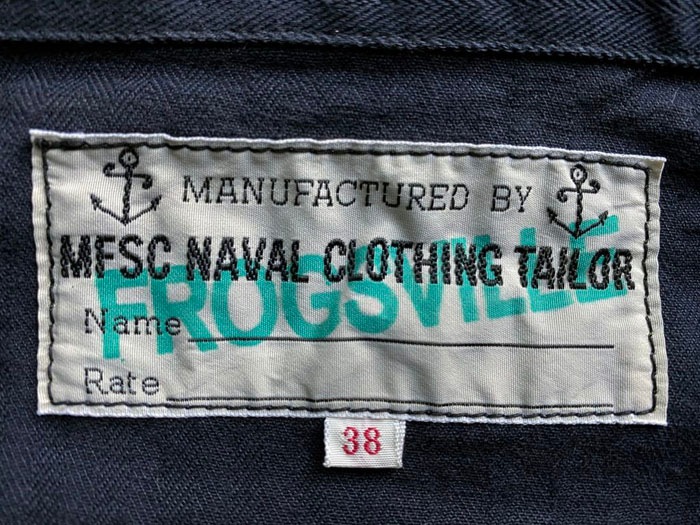 MANUFACTURED BY
MFSC NAVAL CLOTHING TAILOR
FROGSVILLE
Name
Rate
38